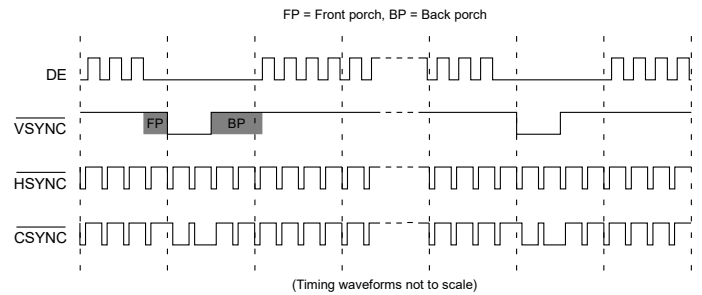 FP = Front porch, BP = Back porch
DE
VSYNC
FP
BP
HSYNC
CSYNC
(Timing waveforms not to scale)